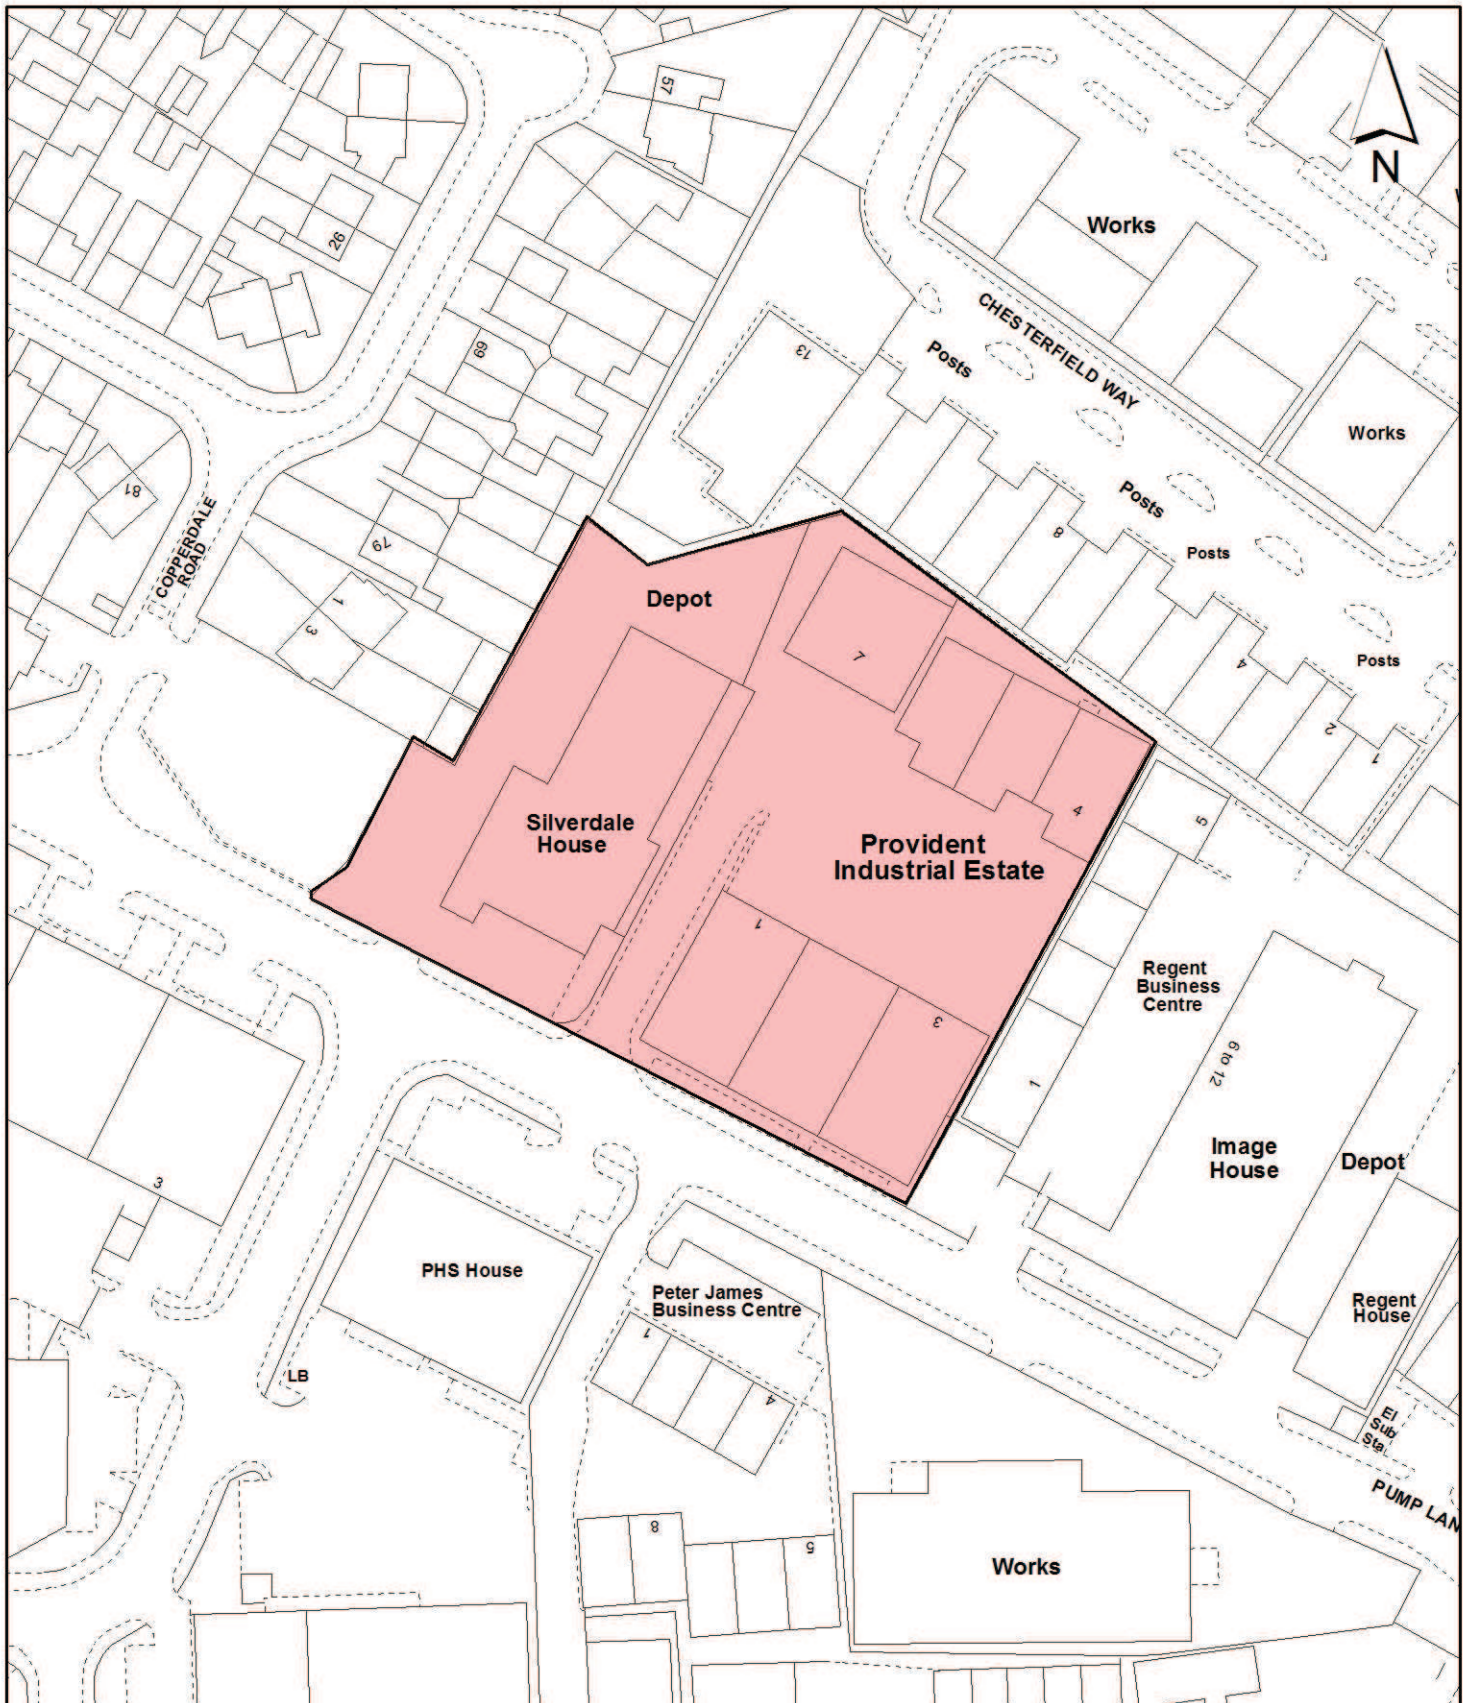 57
N
Works
26
CHESTERFIELD WAY
Posts
13
69
Works
81
Posts
8
COPPERDALE
ROAD
79
Posts
1
3
Depot
7
4
Posts
2
1
4
5
Silverdale
House
Provident
Industrial Estate
1
3
Regent
Business
Centre
1
6 to 12
Image
House
Depot
3
PHS House
Peter James
Business Centre
1
4
Regent
House
LB
El
Sub
Sta
PUMP LAN
8
5
Works